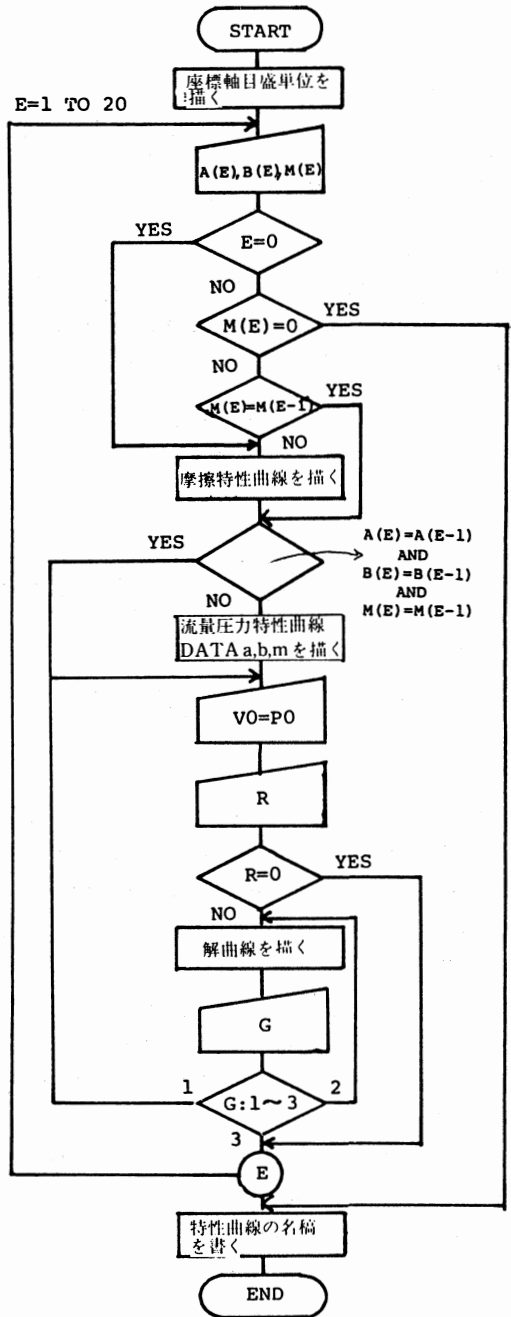 START
座標軸目盛単位を
描く
E=1 TO 20
A(E),B(E),M(E)
YES
E=0
NO
YES
M(E)=0
NO
YES
M(E)=M(E-1)
NO
摩擦特性曲線を描く
YES
A(E)=A(E-1)
AND
B(E)=B(E-1)
AND
M(E)=M(E-1)
NO
流量圧力特性曲線
DATA a,b,m を描く
V0=P0
R
YES
R=0
NO
解曲線を描く
G
1
2
G:1～3
3
E
特性曲線の名稿
を書く
END